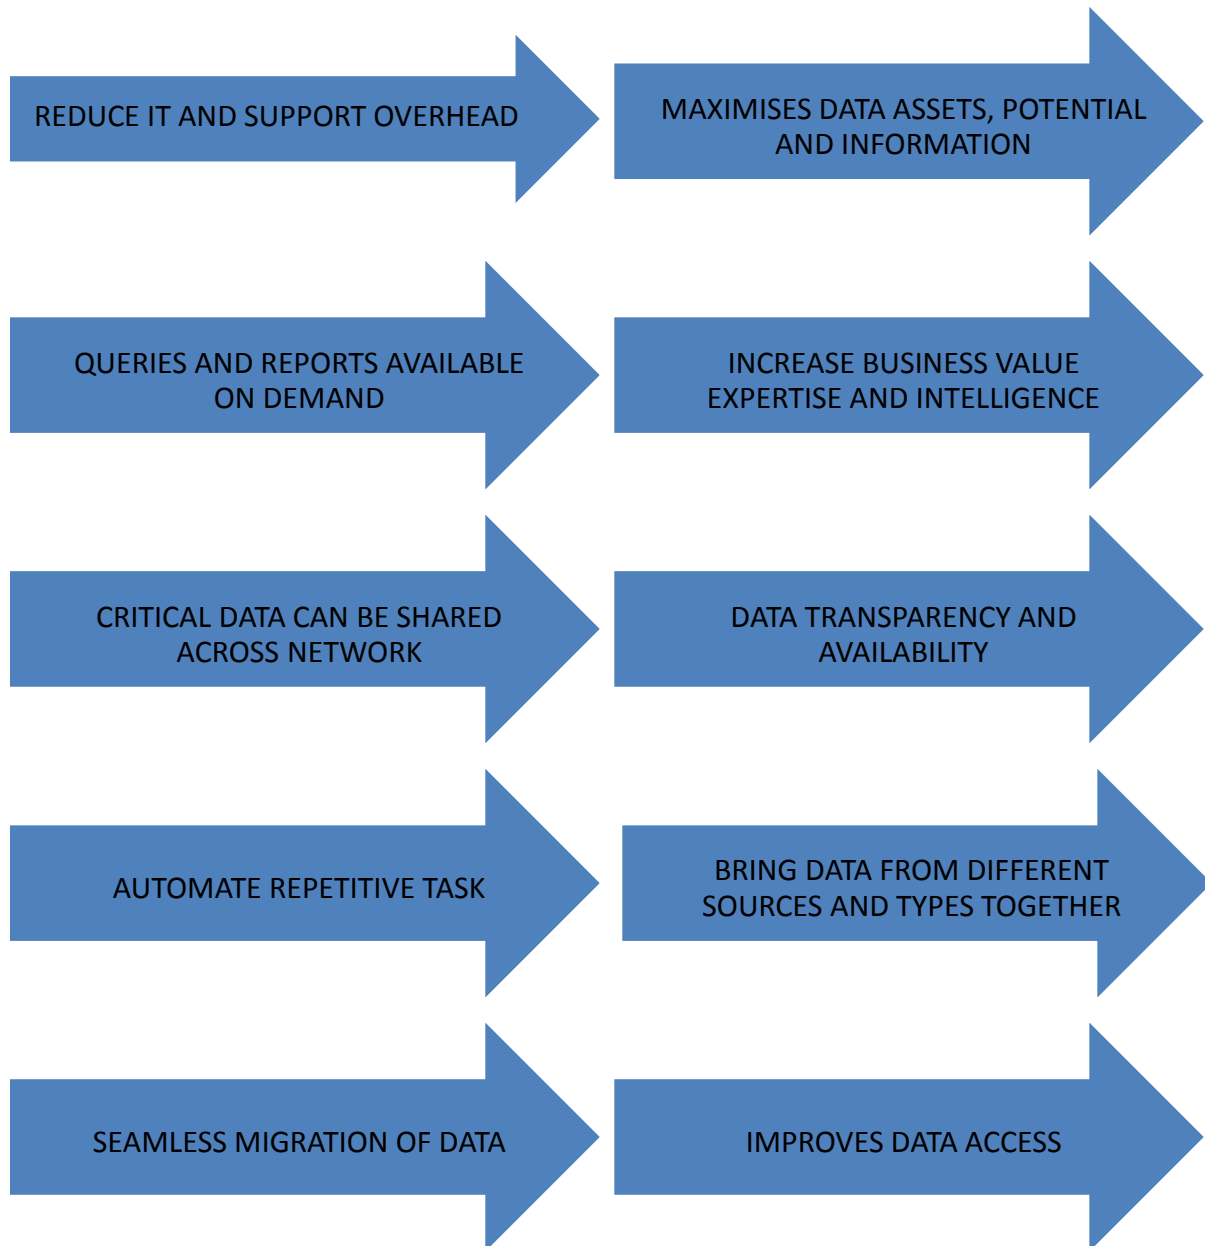 REDUCE IT AND SUPPORT OVERHEAD
MAXIMISES DATA ASSETS, POTENTIAL
AND INFORMATION
QUERIES AND REPORTS AVAILABLE
ON DEMAND
INCREASE BUSINESS VALUE
EXPERTISE AND INTELLIGENCE
CRITICAL DATA CAN BE SHARED
ACROSS NETWORK
DATA TRANSPARENCY AND
AVAILABILITY
AUTOMATE REPETITIVE TASK
BRING DATA FROM DIFFERENT
SOURCES AND TYPES TOGETHER
SEAMLESS MIGRATION OF DATA
IMPROVES DATA ACCESS